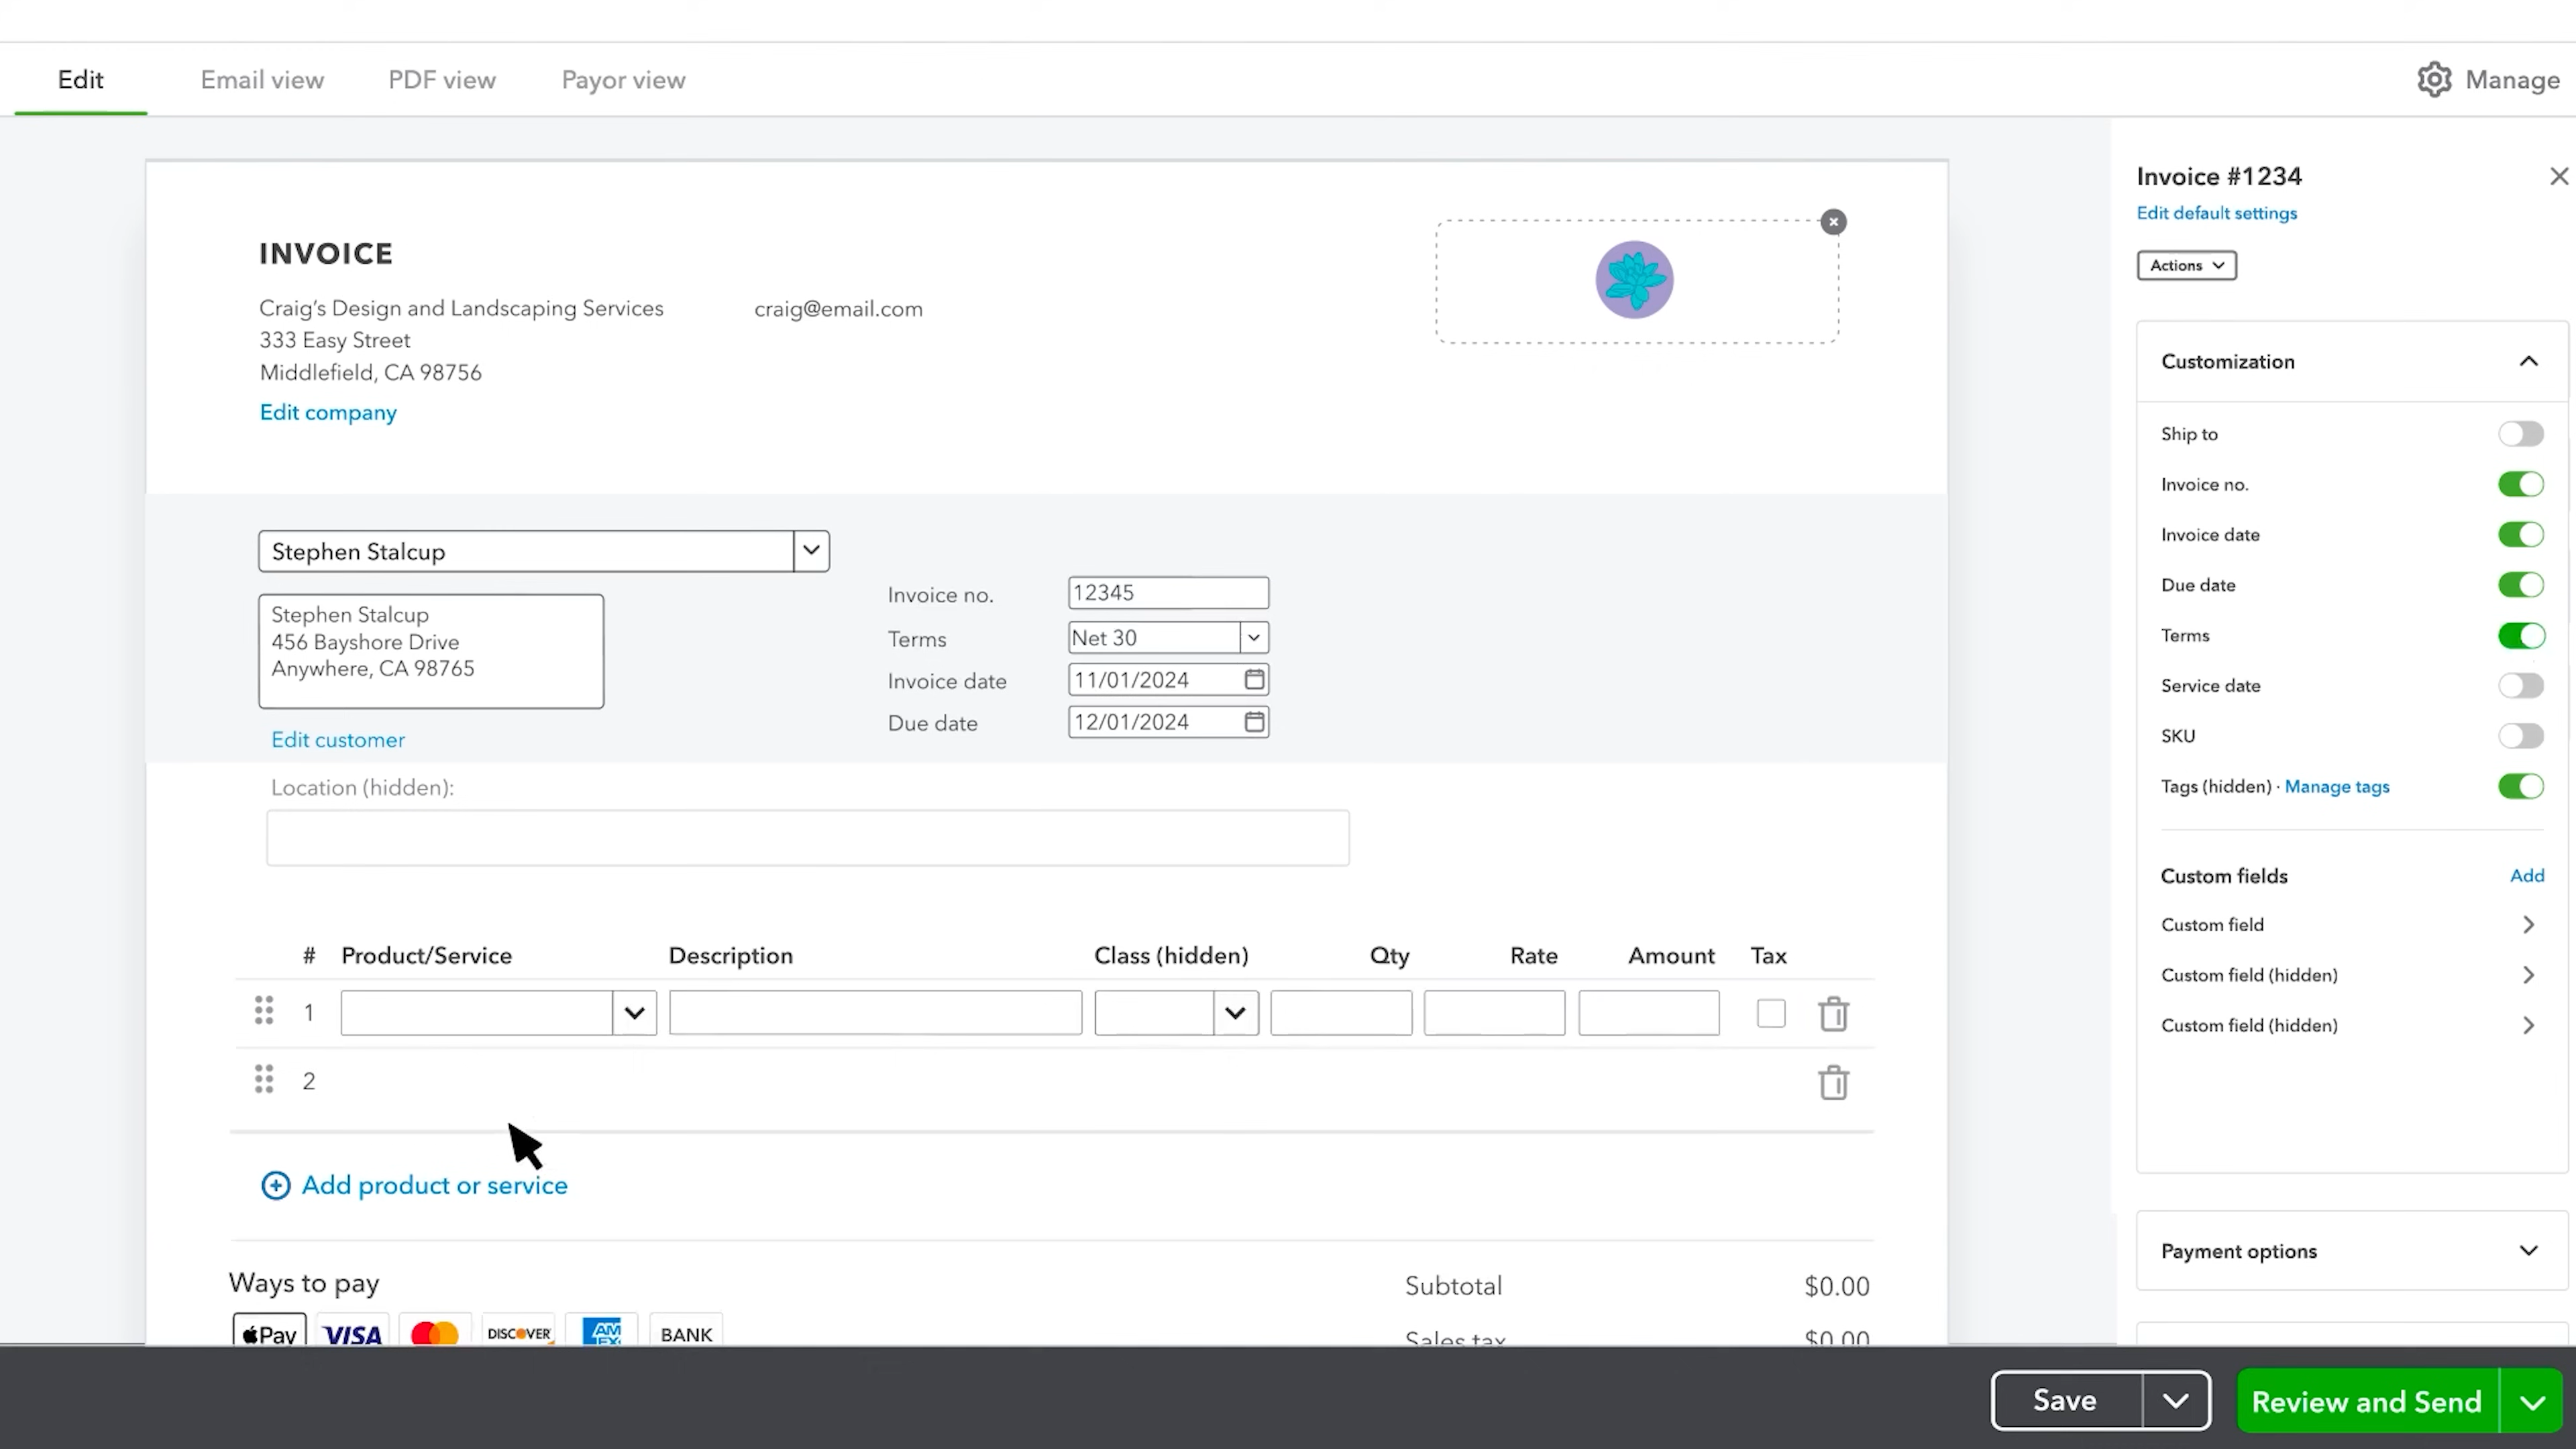 Edit Email view PDF view Payor view Manage
INVOICE
Craig’s Design and Landscaping Services craig@email.com
333 Easy Street
Middlefield, CA 98756
Edit company
Stephen Stalcup
Stephen Stalcup
456 Bayshore Drive
Anywhere, CA 98765
Edit customer
Invoice no. 12345
Terms Net 30
Invoice date 11/01/2024
Due date 12/01/2024
Location (hidden):
# Product/Service Description Class (hidden) Qty Rate Amount Tax
1
2
Add product or service
Ways to pay
Pay VISA DISCOVER AM EX BANK
Subtotal $0.00
Sales tax $0.00
Invoice #1234
Edit default settings
Actions
Customization
Ship to
Invoice no.
Invoice date
Due date
Terms
Service date
SKU
Tags (hidden) · Manage tags
Custom fields Add
Custom field
Custom field (hidden)
Custom field (hidden)
Payment options
Save Review and Send